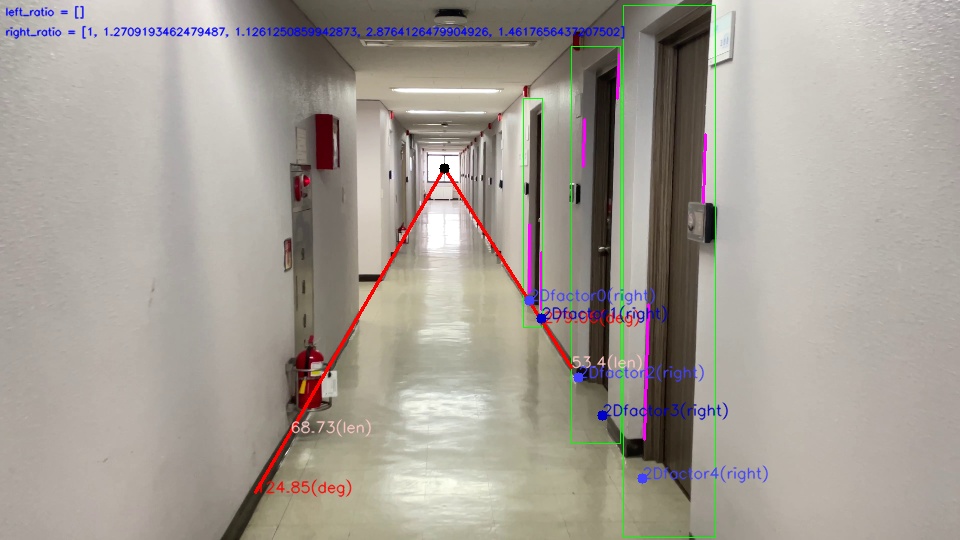 left_ratio = []
right_ratio = [1, 1.2709193462479487, 1.1261250859942873, 2.8764126479904926, 1.4617656437207502]
2Dfactor0(right)
2Dfactor1(right)
53.4(len)
2Dfactor2(right)
2Dfactor3(right)
68.73(len)
2Dfactor4(right)
124.85(deg)